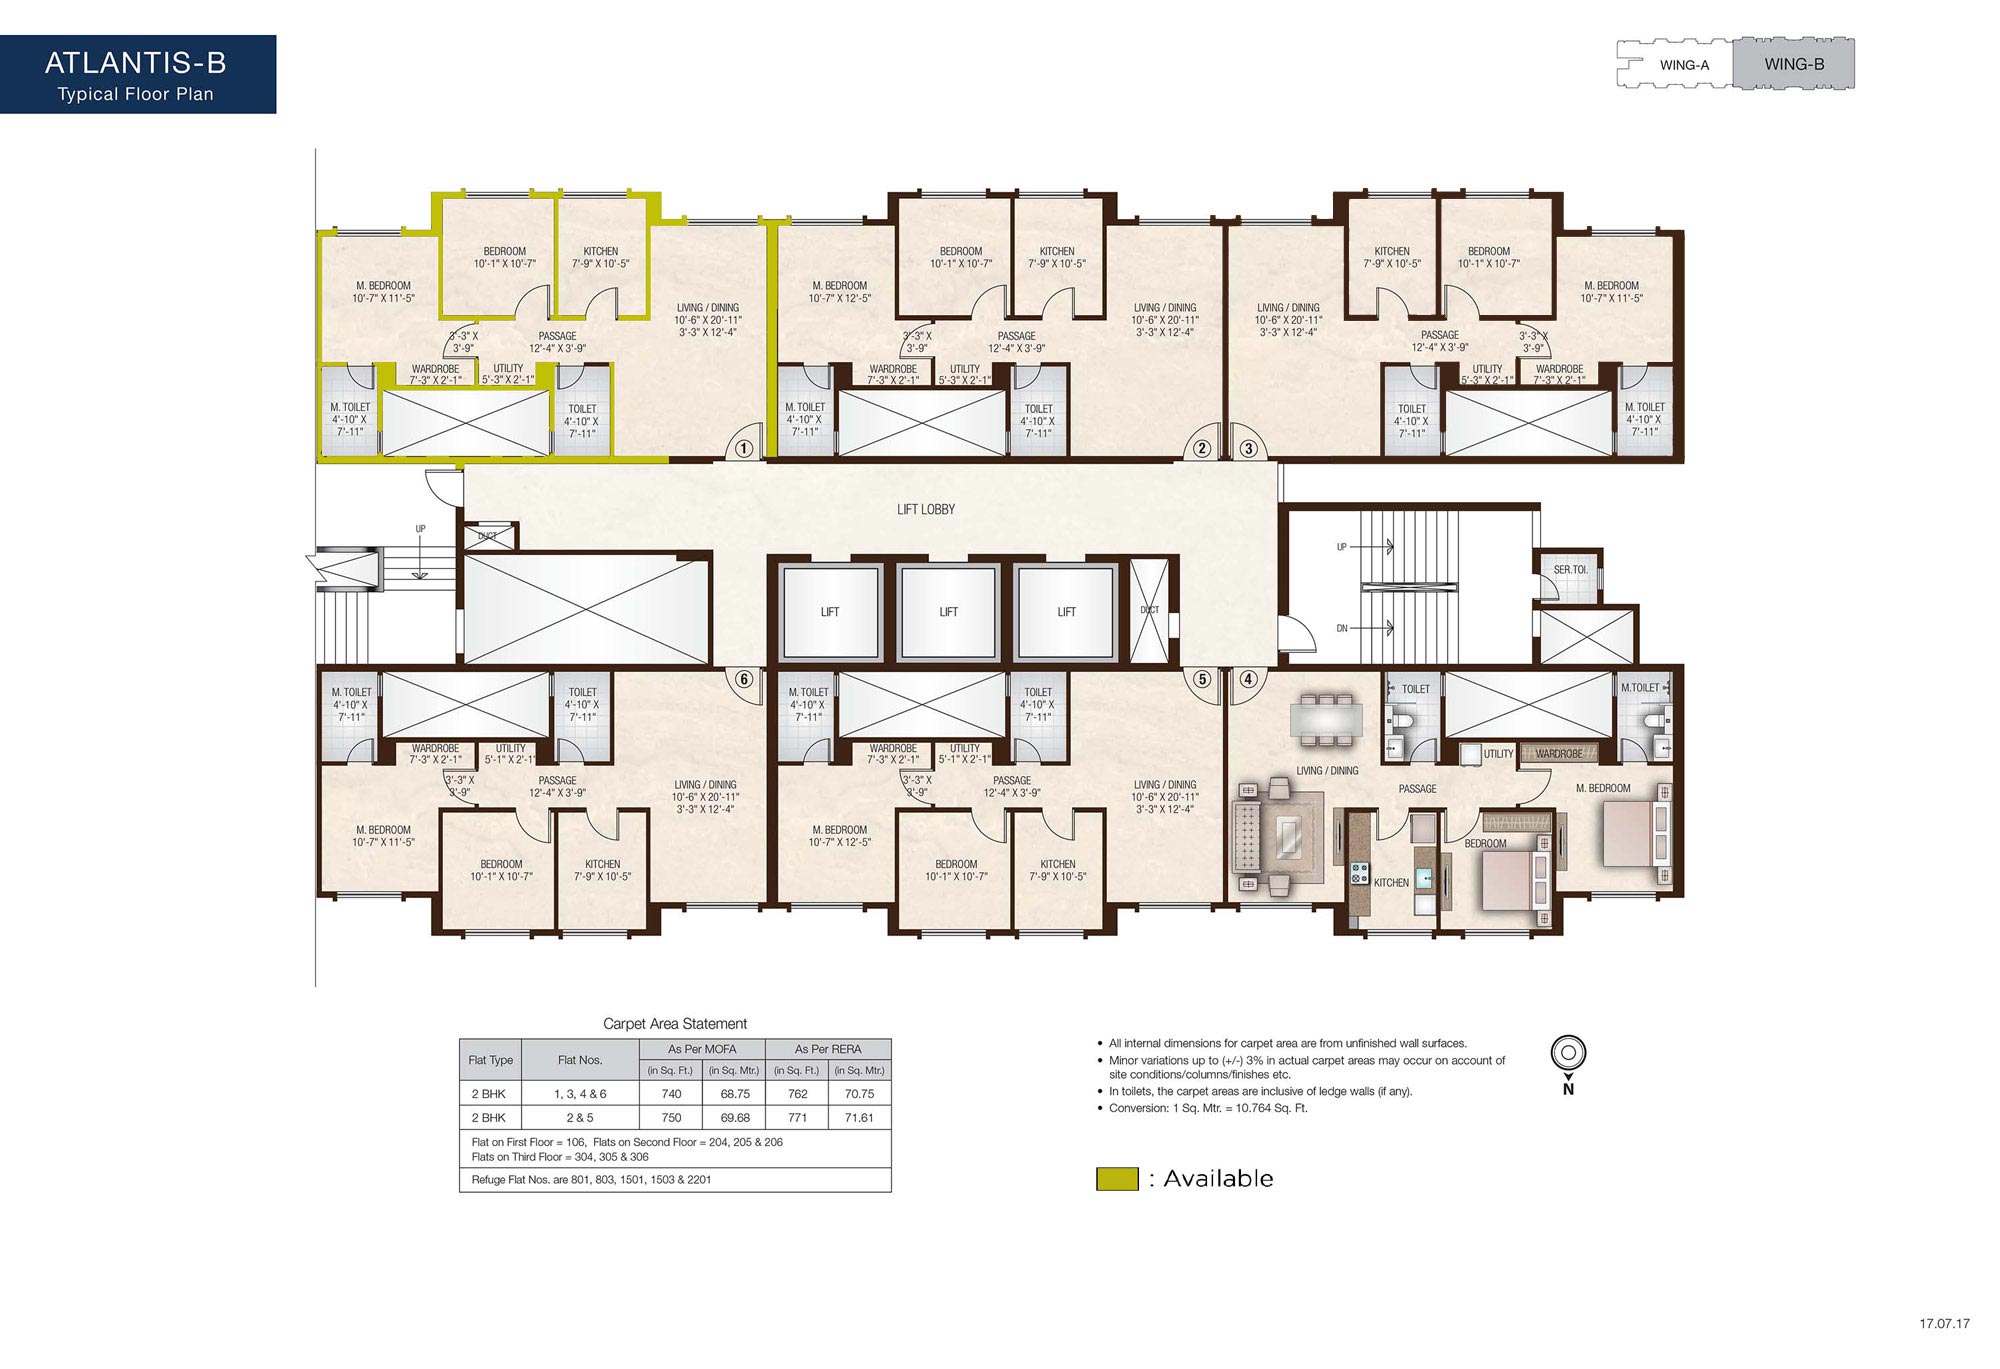 ATLANTIS-B
Typical Floor Plan
WING-A
WING-B
M. BEDROOM
10'-7" X 11'-5"
BEDROOM
10'-1" X 10'-7"
KITCHEN
7'-9" X 10'-5"
LIVING / DINING
10'-6" X 20'-11"
3'-3" X 12'-4"
3'-3" X
3'-9"
PASSAGE
12'-4" X 3'-9"
WARDROBE
7'-3" X 2'-1"
UTILITY
5'-3" X 2'-1"
M. TOILET
4'-10" X
7'-11"
TOILET
4'-10" X
7'-11"
1
M. BEDROOM
10'-7" X 12'-5"
BEDROOM
10'-1" X 10'-7"
KITCHEN
7'-9" X 10'-5"
LIVING / DINING
10'-6" X 20'-11"
3'-3" X 12'-4"
3'-3" X
3'-9"
PASSAGE
12'-4" X 3'-9"
WARDROBE
7'-3" X 2'-1"
UTILITY
5'-3" X 2'-1"
M. TOILET
4'-10" X
7'-11"
TOILET
4'-10" X
7'-11"
2
LIVING / DINING
10'-6" X 20'-11"
3'-3" X 12'-4"
KITCHEN
7'-9" X 10'-5"
BEDROOM
10'-1" X 10'-7"
M. BEDROOM
10'-7" X 11'-5"
PASSAGE
12'-4" X 3'-9"
3'-3" X
3'-9"
UTILITY
5'-3" X 2'-1"
WARDROBE
7'-3" X 2'-1"
TOILET
4'-10" X
7'-11"
M. TOILET
4'-10" X
7'-11"
3
LIFT LOBBY
UP
DUCT
LIFT
LIFT
LIFT
DUCT
UP
DN
SER.TOI.
M. TOILET
4'-10" X
7'-11"
TOILET
4'-10" X
7'-11"
6
WARDROBE
7'-3" X 2'-1"
UTILITY
5'-1" X 2'-1"
3'-3" X
3'-9"
PASSAGE
12'-4" X 3'-9"
LIVING / DINING
10'-6" X 20'-11"
3'-3" X 12'-4"
M. BEDROOM
10'-7" X 11'-5"
BEDROOM
10'-1" X 10'-7"
KITCHEN
7'-9" X 10'-5"
M. TOILET
4'-10" X
7'-11"
TOILET
4'-10" X
7'-11"
5
WARDROBE
7'-3" X 2'-1"
UTILITY
5'-1" X 2'-1"
3'-3" X
3'-9"
PASSAGE
12'-4" X 3'-9"
LIVING / DINING
10'-6" X 20'-11"
3'-3" X 12'-4"
M. BEDROOM
10'-7" X 12'-5"
BEDROOM
10'-1" X 10'-7"
KITCHEN
7'-9" X 10'-5"
4
TOILET
M.TOILET
UTILITY
WARDROBE
LIVING / DINING
PASSAGE
M. BEDROOM
BEDROOM
KITCHEN
Carpet Area Statement
Flat Type Flat Nos. As Per MOFA As Per RERA
(in Sq. Ft.) (in Sq. Mtr.) (in Sq. Ft.) (in Sq. Mtr.)
2 BHK 1, 3, 4 & 6 740 68.75 762 70.75
2 BHK 2 & 5 750 69.68 771 71.61
Flat on First Floor = 106, Flats on Second Floor = 204, 205 & 206
Flats on Third Floor = 304, 305 & 306
Refuge Flat Nos. are 801, 803, 1501, 1503 & 2201
• All internal dimensions for carpet area are from unfinished wall surfaces.
• Minor variations up to (+/-) 3% in actual carpet areas may occur on account of
site conditions/columns/finishes etc.
• In toilets, the carpet areas are inclusive of ledge walls (if any).
• Conversion: 1 Sq. Mtr. = 10.764 Sq. Ft.
N
: Available
17.07.17